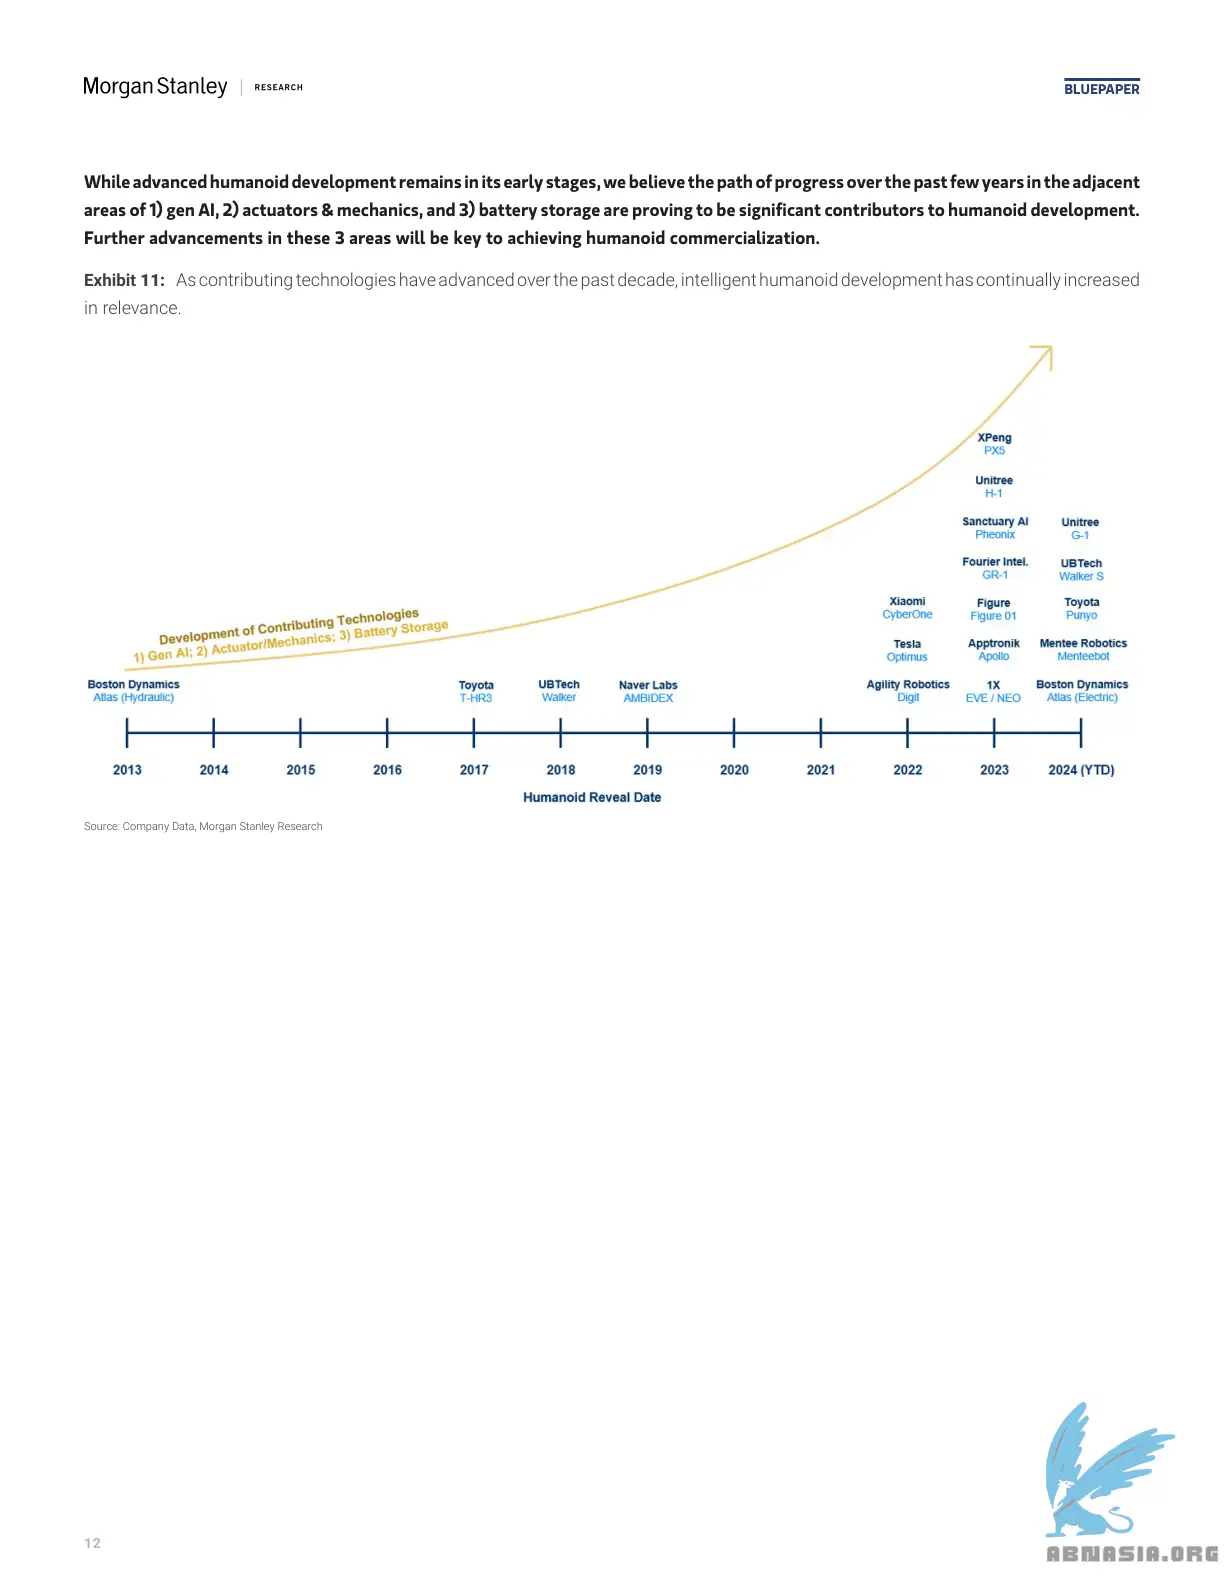 Morgan Stanley | RESEARCH
BLUEPAPER
While advanced humanoid development remains in its early stages, we believe the path of progress over the past few years in the adjacent
areas of 1) gen AI, 2) actuators & mechanics, and 3) battery storage are proving to be significant contributors to humanoid development.
Further advancements in these 3 areas will be key to achieving humanoid commercialization.
Exhibit 11: As contributing technologies have advanced over the past decade, intelligent humanoid development has continually increased
in relevance.
XPeng
PX5
Unitree
H-1
Sanctuary AI
Pheonix
Unitree
G-1
Fourier Intel.
GR-1
UBTech
Walker S
Xiaomi
CyberOne
Figure
Figure 01
Toyota
Punyo
Development of Contributing Technologies
1) Gen AI; 2) Actuator/Mechanics; 3) Battery Storage
Tesla
Optimus
Apptronik
Apollo
Mentee Robotics
Menteebot
Boston Dynamics
Atlas (Hydraulic)
Toyota
T-HR3
UBTech
Walker
Naver Labs
AMBIDEX
Agility Robotics
Digit
1X
EVE / NEO
Boston Dynamics
Atlas (Electric)
2013 2014 2015 2016 2017 2018 2019 2020 2021 2022 2023 2024 (YTD)
Humanoid Reveal Date
Source: Company Data, Morgan Stanley Research
12
ABNASIA.ORG